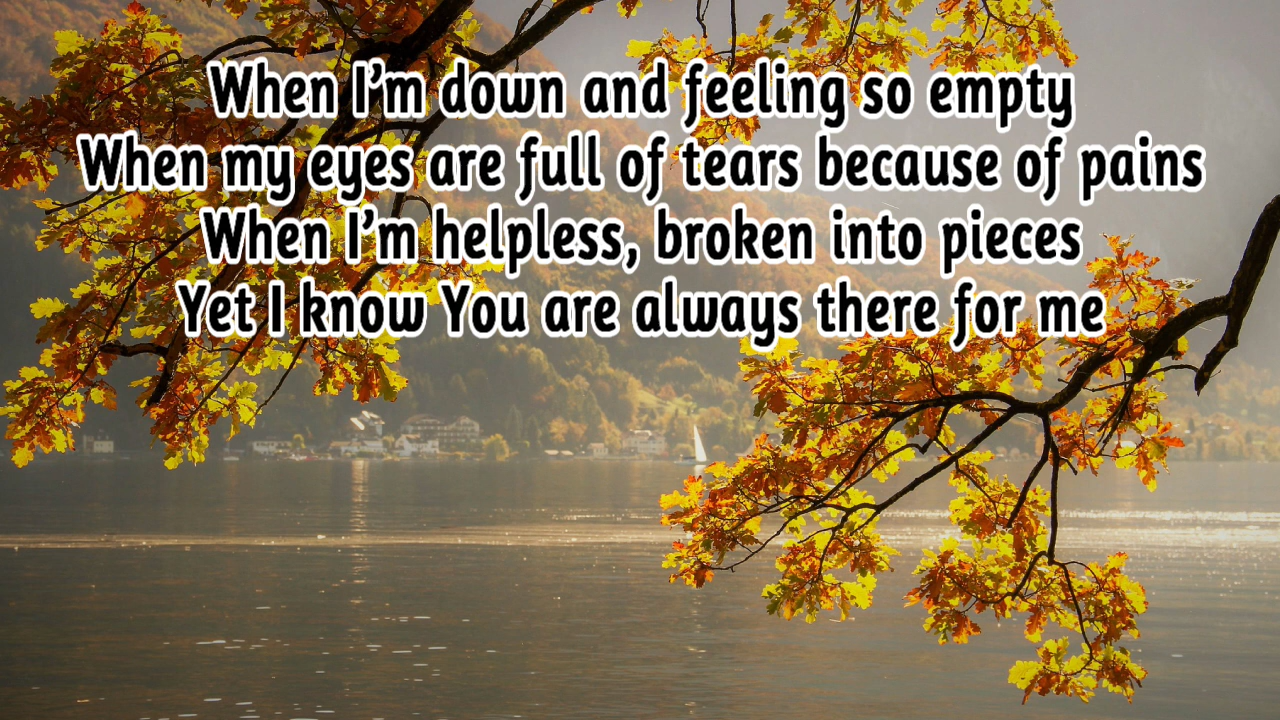 When I’m down and feeling so empty
When my eyes are full of tears because of pains
When I’m helpless, broken into pieces
Yet I know You are always there for me